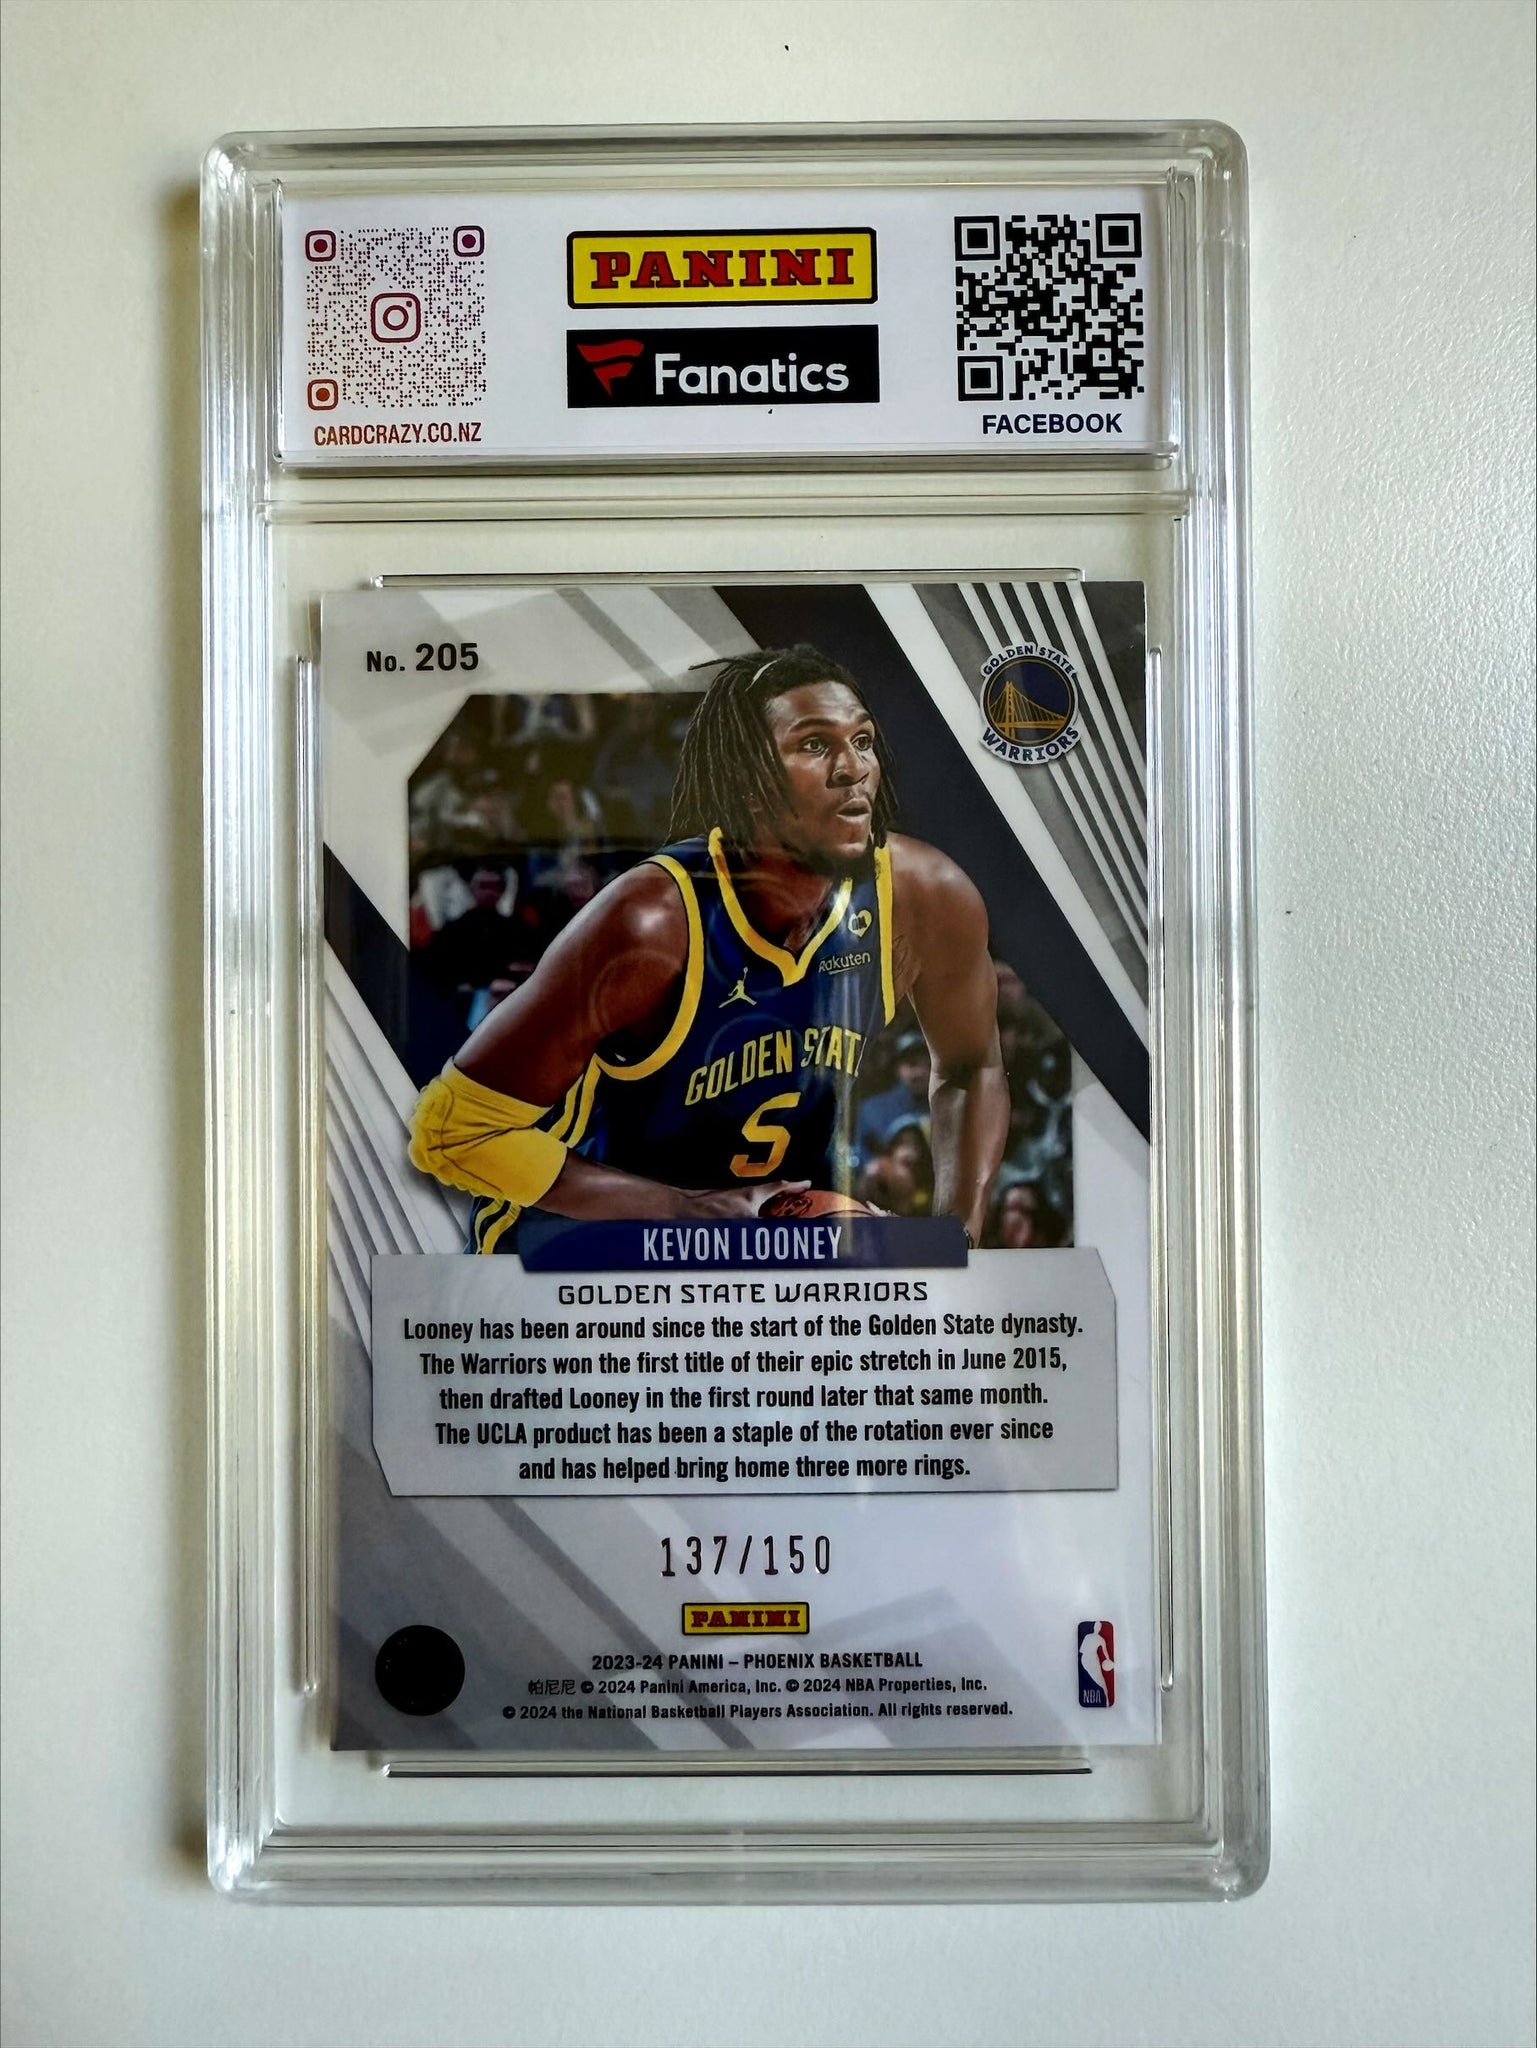 PANINI
Fanatics
CARDCRAZY.CO.NZ
FACEBOOK
No. 205
GOLDEN STATE
WARRIORS
Rakuten
GOLDEN STAT
5
KEVON LOONEY
GOLDEN STATE WARRIORS
Looney has been around since the start of the Golden State dynasty.
The Warriors won the first title of their epic stretch in June 2015,
then drafted Looney in the first round later that same month.
The UCLA product has been a staple of the rotation ever since
and has helped bring home three more rings.
137/150
PANINI
2023-24 PANINI – PHOENIX BASKETBALL
帕尼尼 © 2024 Panini America, Inc. © 2024 NBA Properties, Inc.
© 2024 the National Basketball Players Association. All rights reserved.
NBA